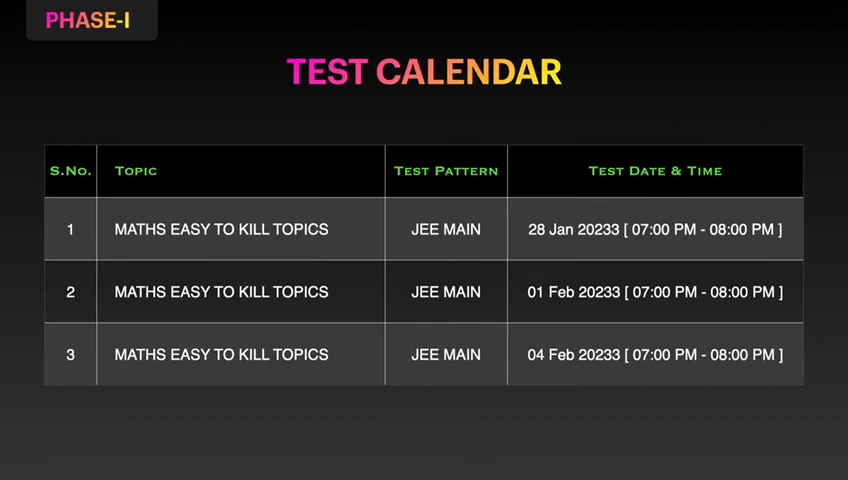 PHASE-I
TEST CALENDAR
S.No. Topic Test Pattern Test Date & Time
1 MATHS EASY TO KILL TOPICS JEE MAIN 28 Jan 20233 [ 07:00 PM - 08:00 PM ]
2 MATHS EASY TO KILL TOPICS JEE MAIN 01 Feb 20233 [ 07:00 PM - 08:00 PM ]
3 MATHS EASY TO KILL TOPICS JEE MAIN 04 Feb 20233 [ 07:00 PM - 08:00 PM ]